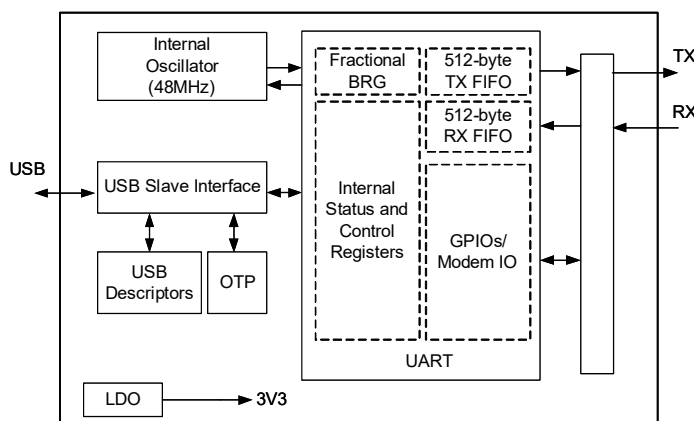 Internal
Oscillator
(48MHz)
Fractional
BRG
512-byte
TX FIFO
TX
512-byte
RX FIFO
RX
USB
USB Slave Interface
Internal
Status and
Control
Registers
GPIOs/
Modem IO
USB
Descriptors
OTP
UART
LDO
3V3